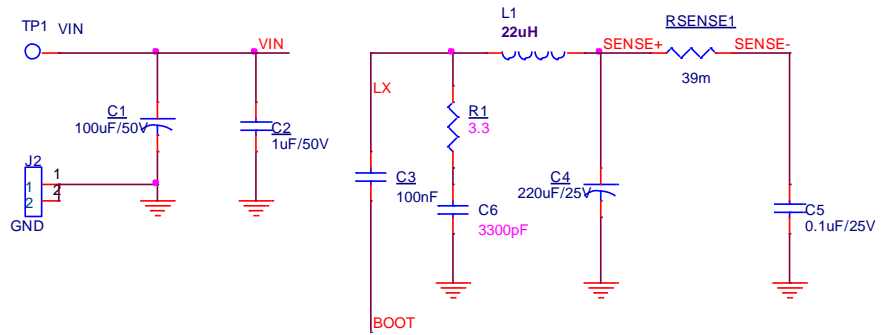 TP1
VIN
VIN
C1
100uF/50V
C2
1uF/50V
J2
1
2
1
2
GND
L1
22uH
RSENSE1
SENSE+
SENSE-
39m
LX
R1
3.3
C3
100nF
C6
3300pF
C4
220uF/25V
C5
0.1uF/25V
BOOT